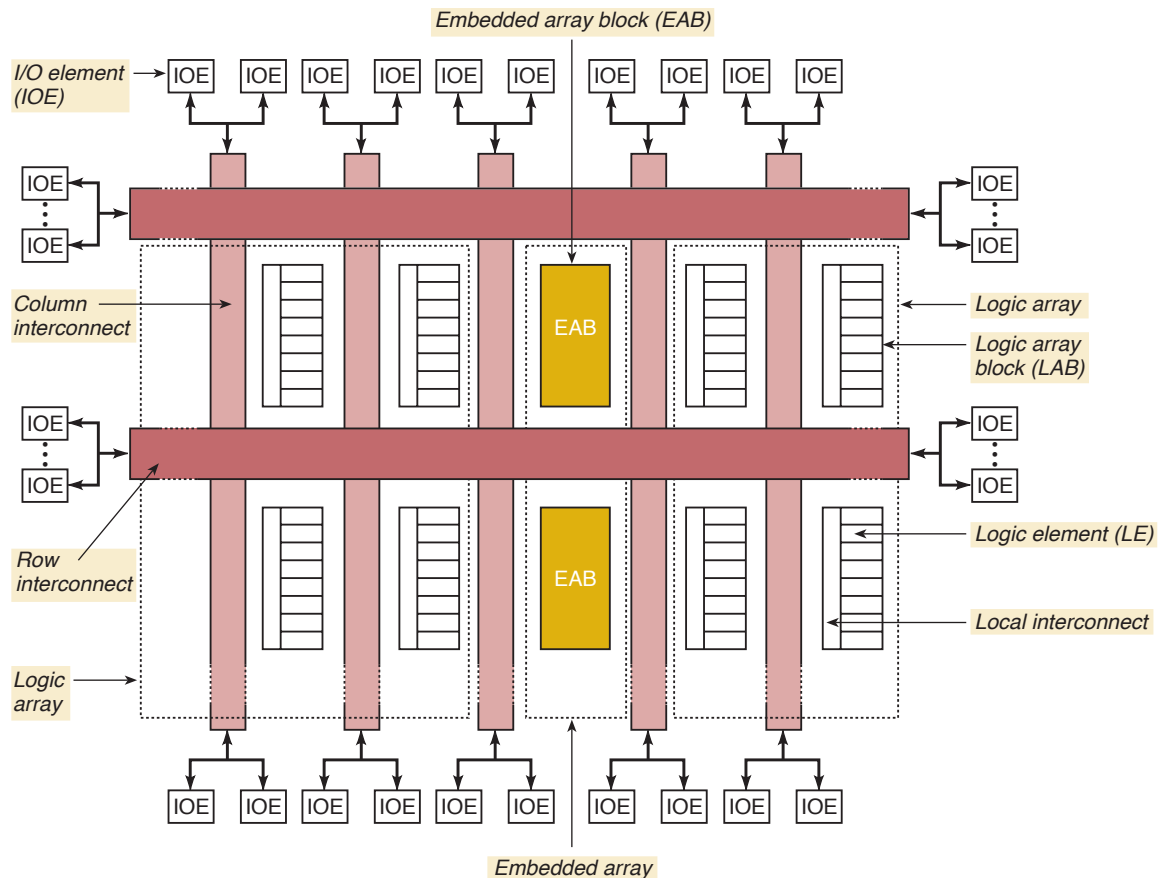 Embedded array block (EAB)
I/O element
(IOE)
IOE IOE IOE IOE IOE IOE IOE IOE IOE IOE
IOE
IOE
IOE
IOE
Column
interconnect
EAB
Logic array
Logic array
block (LAB)
IOE
IOE
IOE
IOE
Row
interconnect
EAB
Logic element (LE)
Local interconnect
Logic
array
IOE IOE IOE IOE IOE IOE IOE IOE IOE IOE
Embedded array